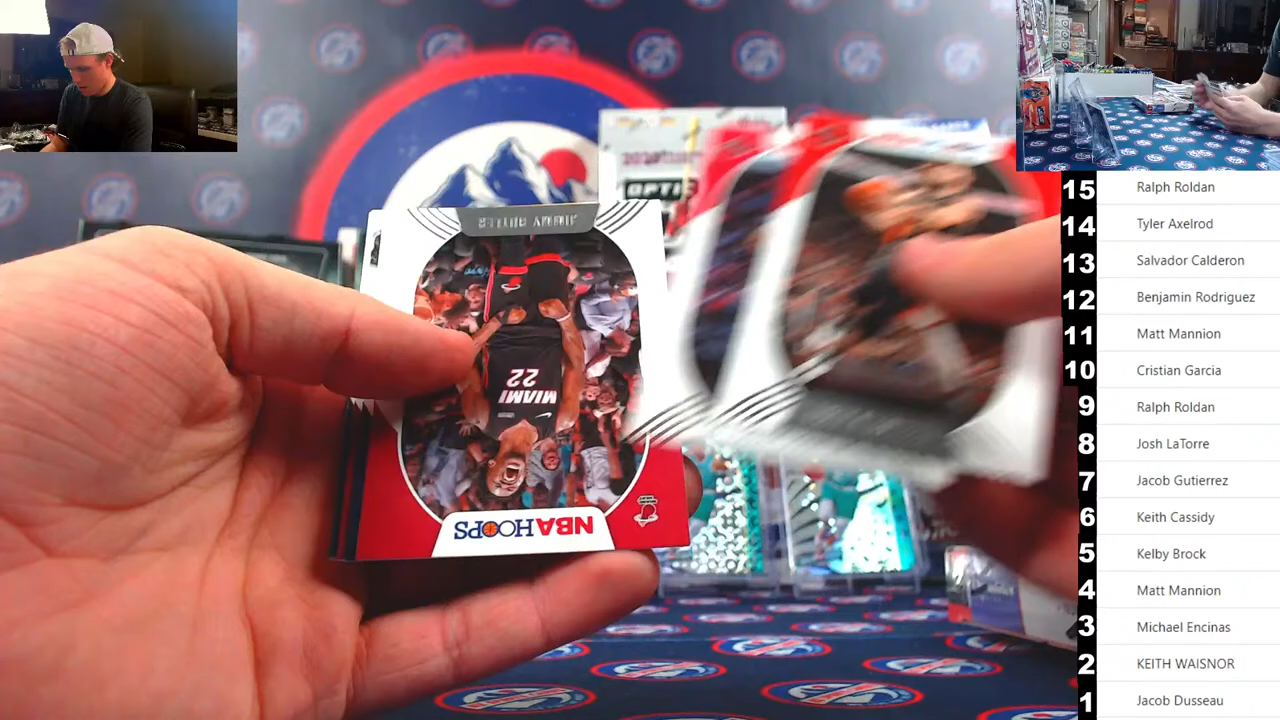 OPTIC
JIMMY BUTLER
MIAMI
22
NBA HOOPS
15 Ralph Roldan
14 Tyler Axelrod
13 Salvador Calderon
12 Benjamin Rodriguez
11 Matt Mannion
10 Cristian Garcia
9 Ralph Roldan
8 Josh LaTorre
7 Jacob Gutierrez
6 Keith Cassidy
5 Kelby Brock
4 Matt Mannion
3 Michael Encinas
2 KEITH WAISNOR
1 Jacob Dusseau